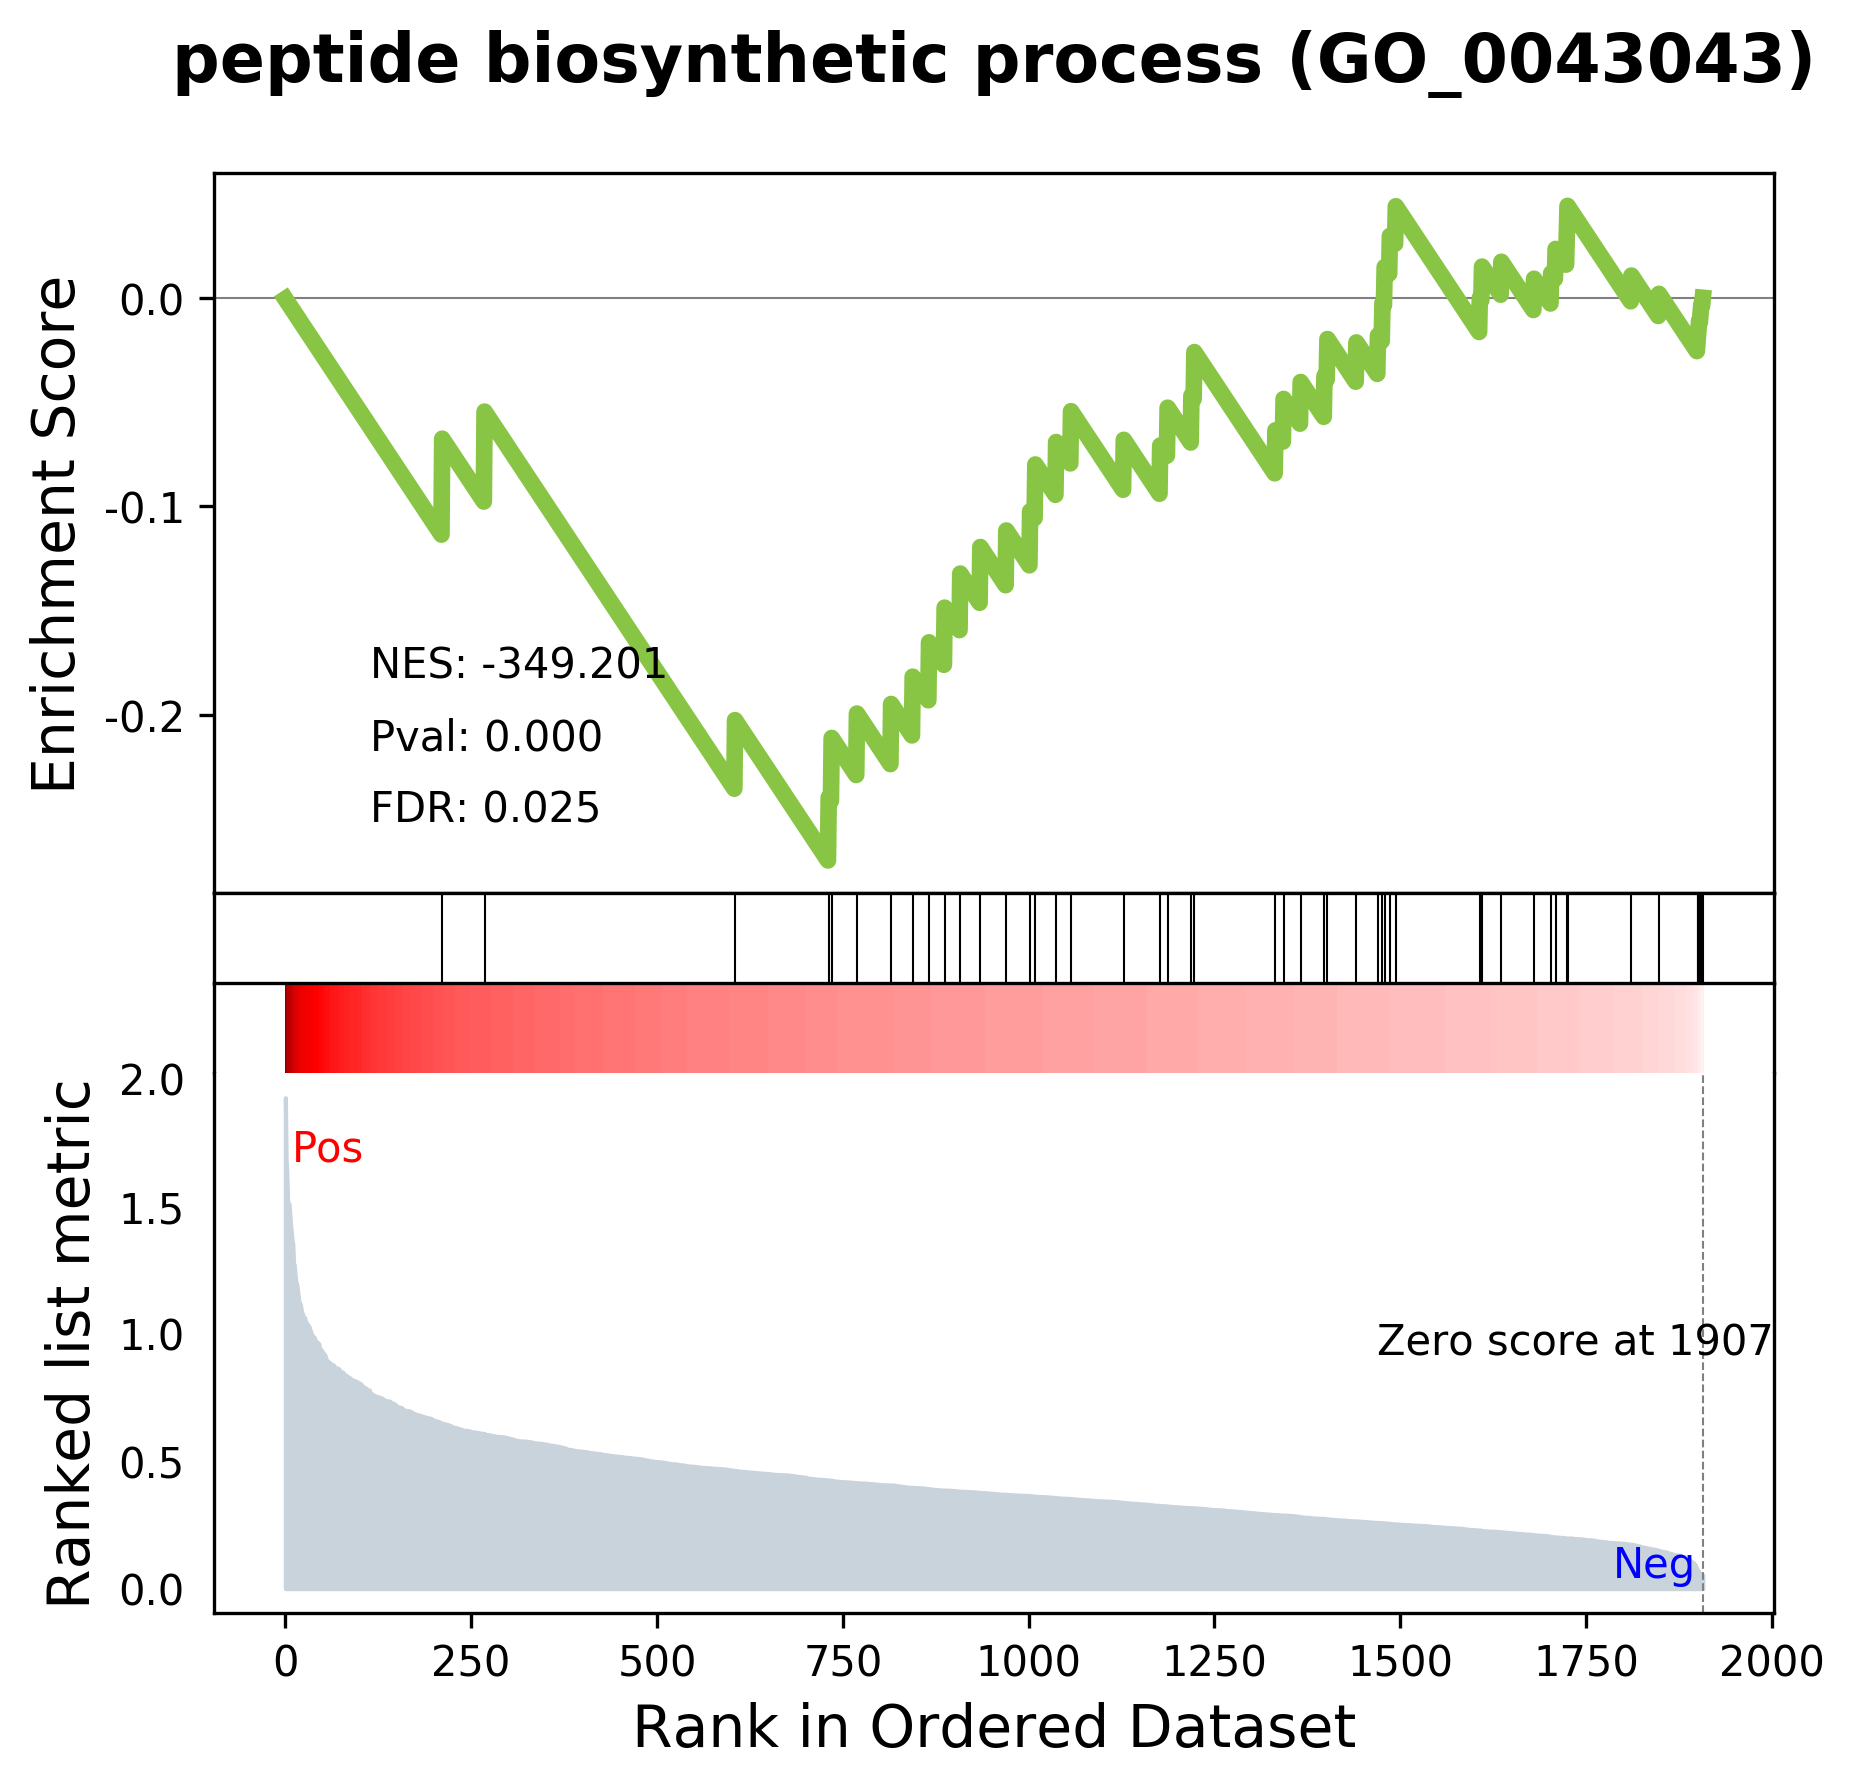 peptide biosynthetic process (GO_0043043)
Enrichment Score
0.0
-0.1
-0.2
NES: -349.201
Pval: 0.000
FDR: 0.025
Ranked list metric
2.0
1.5
1.0
0.5
0.0
Pos
Zero score at 1907
Neg
0 250 500 750 1000 1250 1500 1750 2000
Rank in Ordered Dataset